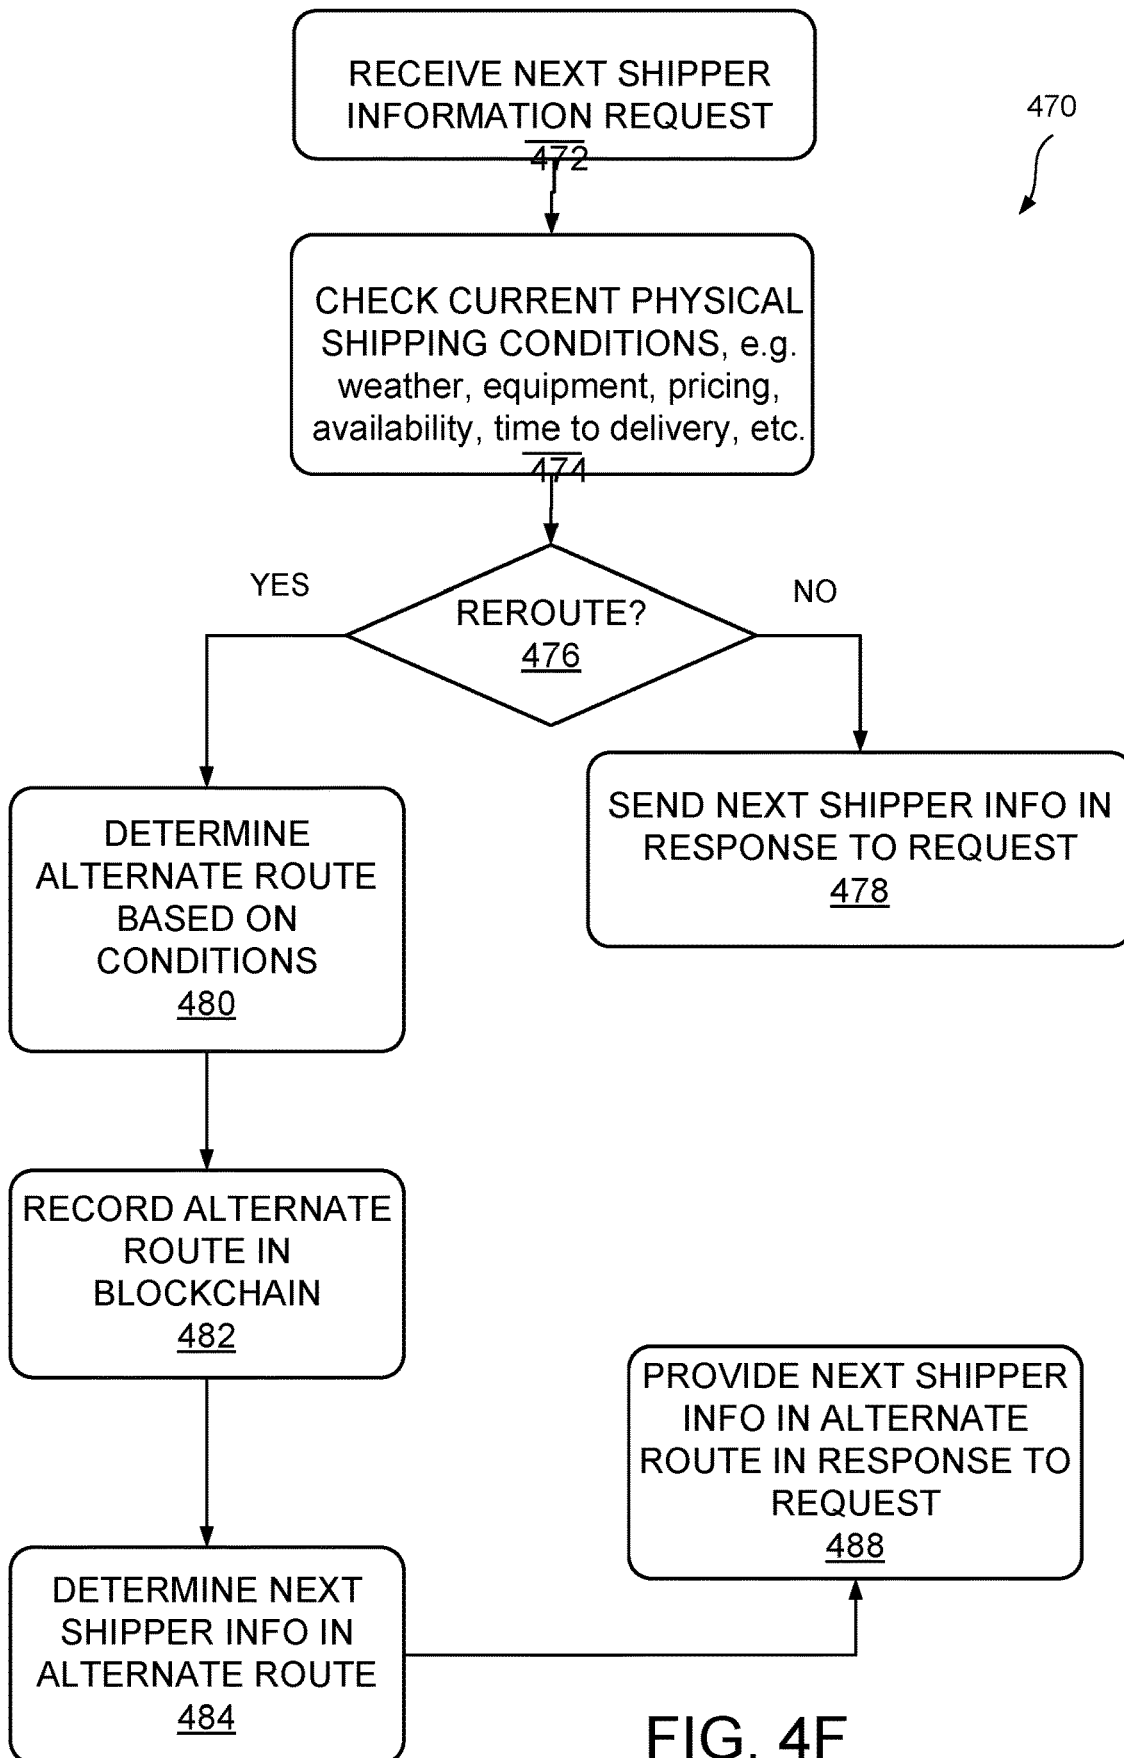 RECEIVE NEXT SHIPPER
INFORMATION REQUEST
472
470
CHECK CURRENT PHYSICAL
SHIPPING CONDITIONS, e.g.
weather, equipment, pricing,
availability, time to delivery, etc.
474
YES
REROUTE?
476
NO
SEND NEXT SHIPPER INFO IN
RESPONSE TO REQUEST
478
DETERMINE
ALTERNATE ROUTE
BASED ON
CONDITIONS
480
RECORD ALTERNATE
ROUTE IN
BLOCKCHAIN
482
DETERMINE NEXT
SHIPPER INFO IN
ALTERNATE ROUTE
484
PROVIDE NEXT SHIPPER
INFO IN ALTERNATE
ROUTE IN RESPONSE TO
REQUEST
488
FIG. 4F